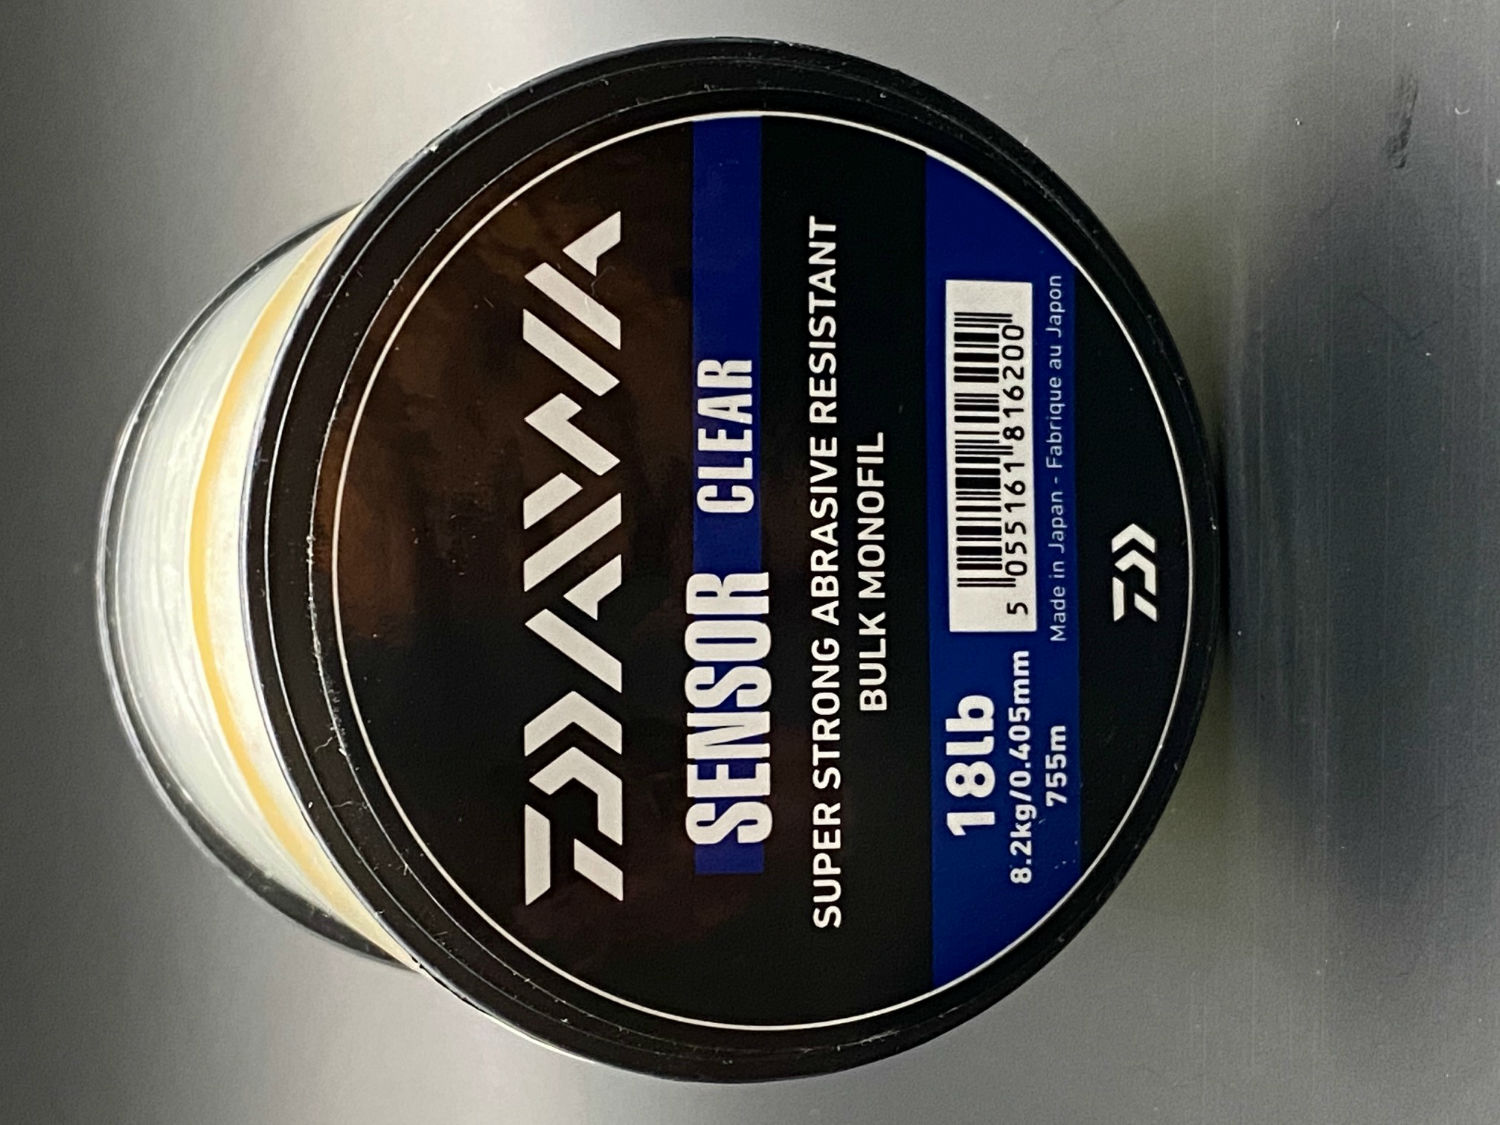 DAIWA
SENSOR CLEAR
SUPER STRONG ABRASIVE RESISTANT
BULK MONOFIL
18lb
8.2kg/0.405mm
755m
5 055161 816200
Made in Japan - Fabrique au Japon